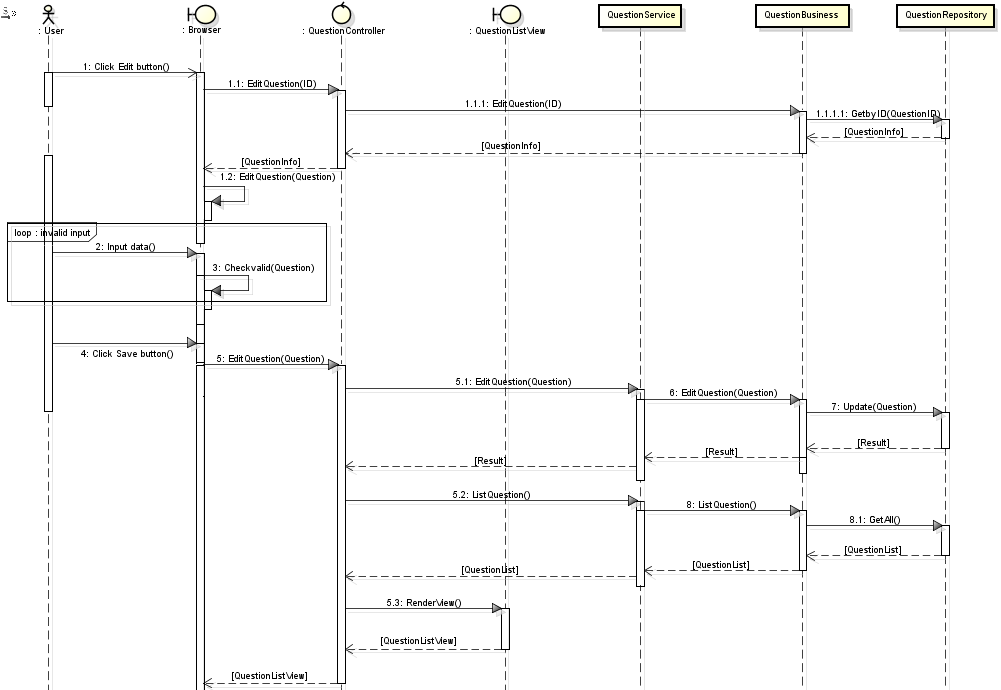 : User
: Browser
: QuestionController
: QuestionListView
QuestionService
QuestionBusiness
QuestionRepository
1: Click Edit button()
1.1: EditQuestion(ID)
1.1.1: EditQuestion(ID)
1.1.1.1: GetbyID(QuestionID)
[QuestionInfo]
[QuestionInfo]
[QuestionInfo]
1.2: EditQuestion(Question)
loop : invalid input
2: Input data()
3: Checkvalid(Question)
4: Click Save button()
5: EditQuestion(Question)
5.1: EditQuestion(Question)
6: EditQuestion(Question)
7: Update(Question)
[Result]
[Result]
[Result]
5.2: ListQuestion()
8: ListQuestion()
8.1: GetAll()
[QuestionList]
[QuestionList]
[QuestionList]
5.3: RenderView()
[QuestionListView]
[QuestionListView]